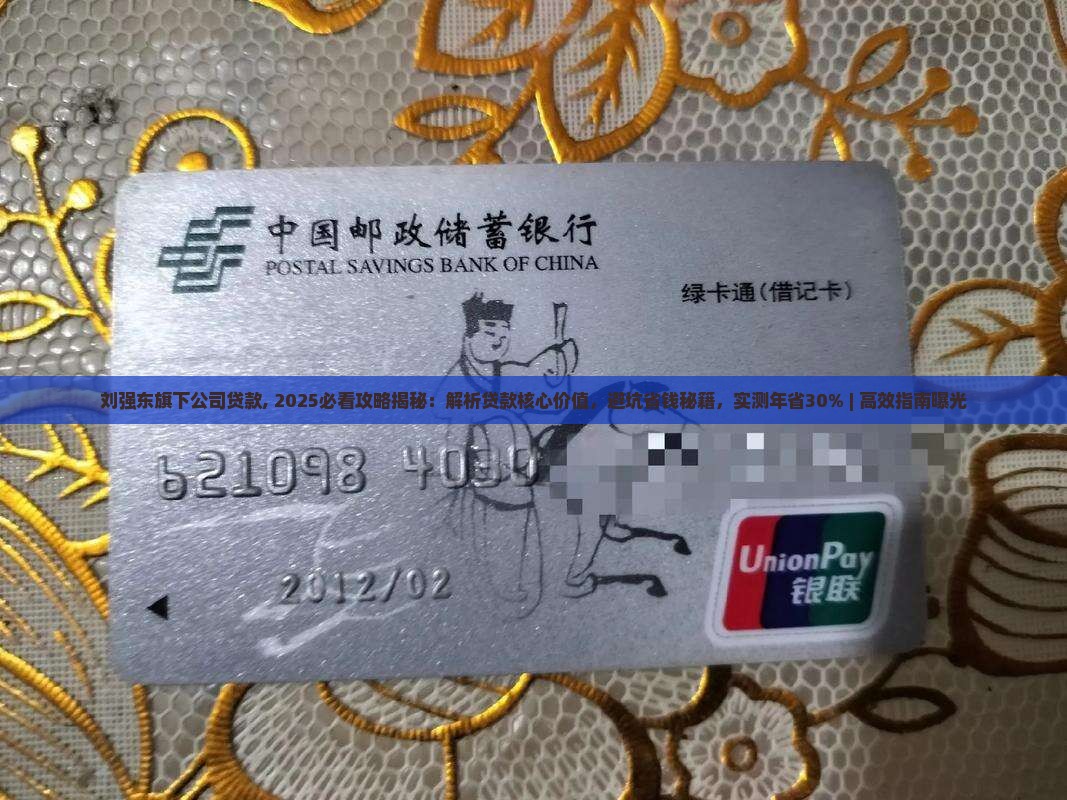 中国邮政储蓄银行
POSTAL SAVINGS BANK OF CHINA
绿卡通(借记卡)
刘强东旗下公司贷款, 2025必看攻略揭秘：解析贷款核心价值，避坑省钱秘籍，实测年省30% | 高效指南曝光
621098 4030
2012/02
UnionPay
银联